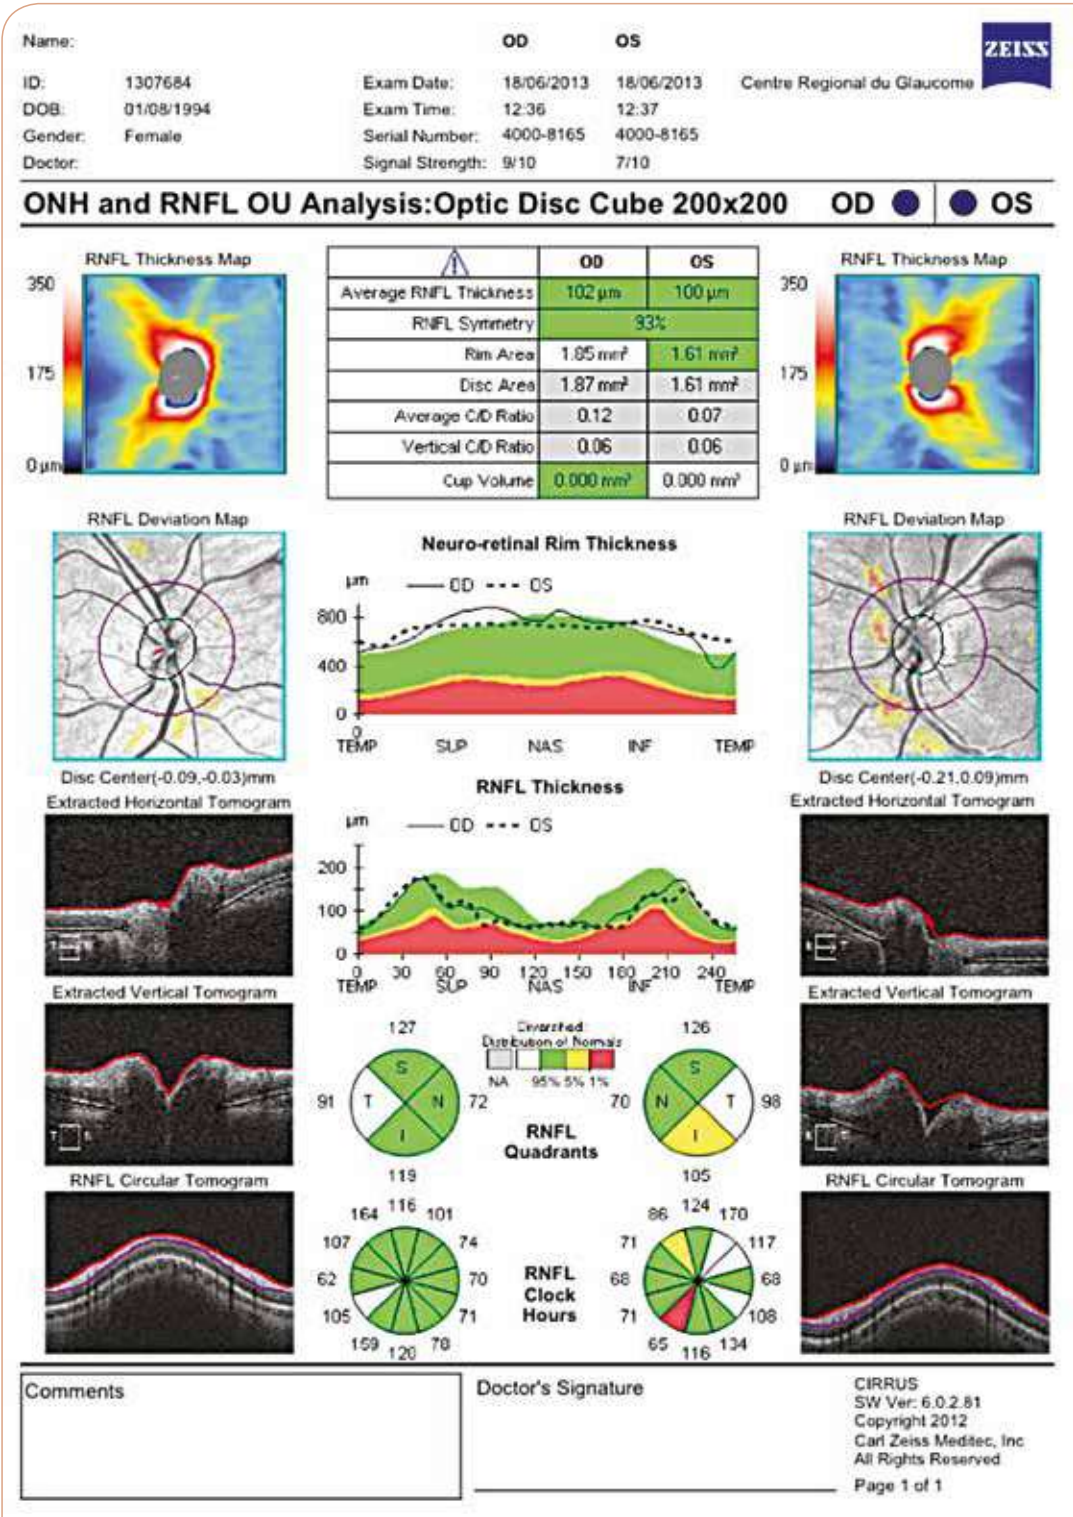 Name:
OD OS
ZEISS
ID: 1307684 Exam Date: 18/06/2013 18/06/2013 Centre Regional du Glaucome
DOB: 01/08/1994 Exam Time: 12:36 12:37
Gender: Female Serial Number: 4000-8165 4000-8165
Doctor: Signal Strength: 9/10 7/10
ONH and RNFL OU Analysis:Optic Disc Cube 200x200 OD OS
RNFL Thickness Map
350
175
0 µm
OD OS
Average RNFL Thickness 102 µm 100 µm
RNFL Symmetry 93%
Rim Area 1.85 mm² 1.61 mm²
Disc Area 1.87 mm² 1.61 mm²
Average C/D Ratio 0.12 0.07
Vertical C/D Ratio 0.06 0.06
Cup Volume 0.000 mm³ 0.000 mm³
RNFL Thickness Map
350
175
0 µm
RNFL Deviation Map
Disc Center(-0.09,-0.03)mm
Neuro-retinal Rim Thickness
µm OD OS
800
400
0
0
TEMP SUP NAS INF TEMP
RNFL Deviation Map
Disc Center(-0.21,0.09)mm
Extracted Horizontal Tomogram
RNFL Thickness
µm OD OS
200
100
0
0 30 60 90 120 150 180 210 240
TEMP SUP NAS INF TEMP
Extracted Horizontal Tomogram
Extracted Vertical Tomogram
Extracted Vertical Tomogram
127
S
91 T N 72
I
119
Diversified
Distribution of Normals
NA 95% 5% 1%
RNFL
Quadrants
126
S
70 N T 98
I
105
RNFL Circular Tomogram
164 116 101
107 74
62 70
105 71
159 120 78
RNFL
Clock
Hours
86 124 170
71 117
68 68
71 108
65 116 134
RNFL Circular Tomogram
Comments
Doctor's Signature
CIRRUS
SW Ver: 6.0.2.81
Copyright 2012
Carl Zeiss Meditec, Inc
All Rights Reserved
Page 1 of 1